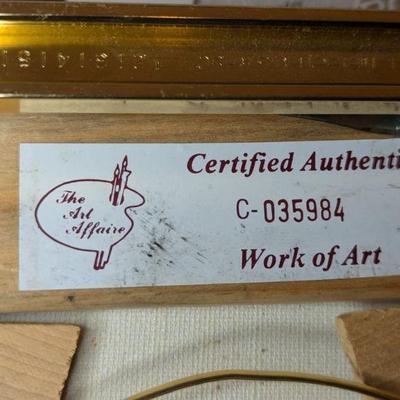 The
Art
Affaire
Certified Authenti
C-035984
Work of Art